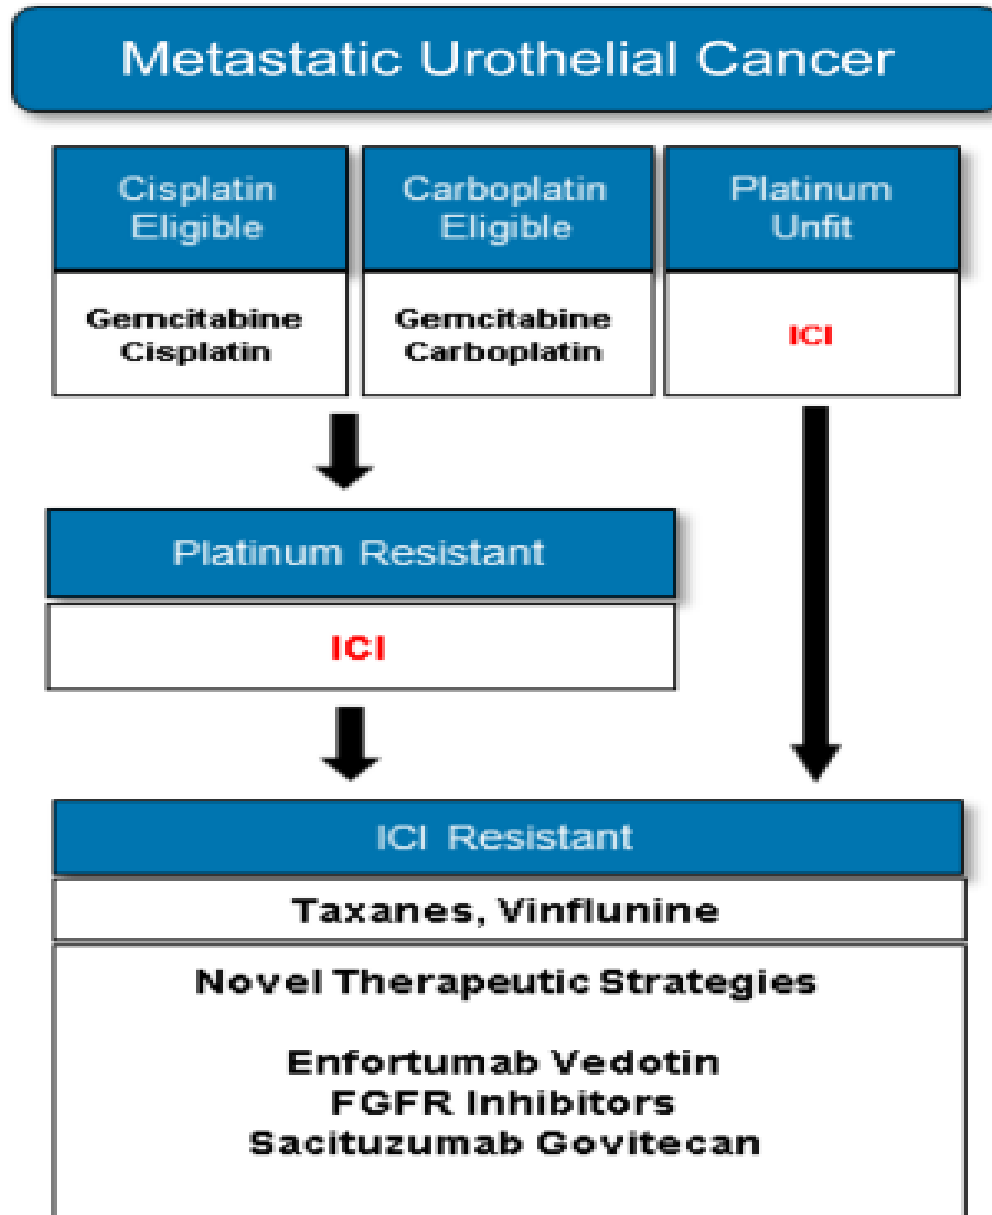 Metastatic Urothelial Cancer
Cisplatin
Eligible
Carboplatin
Eligible
Platinum
Unfit
Gemcitabine
Cisplatin
Gemcitabine
Carboplatin
ICI
Platinum Resistant
ICI
ICI Resistant
Taxanes, Vinflunine
Novel Therapeutic Strategies
Enfortumab Vedotin
FGFR Inhibitors
Sacituzumab Govitecan